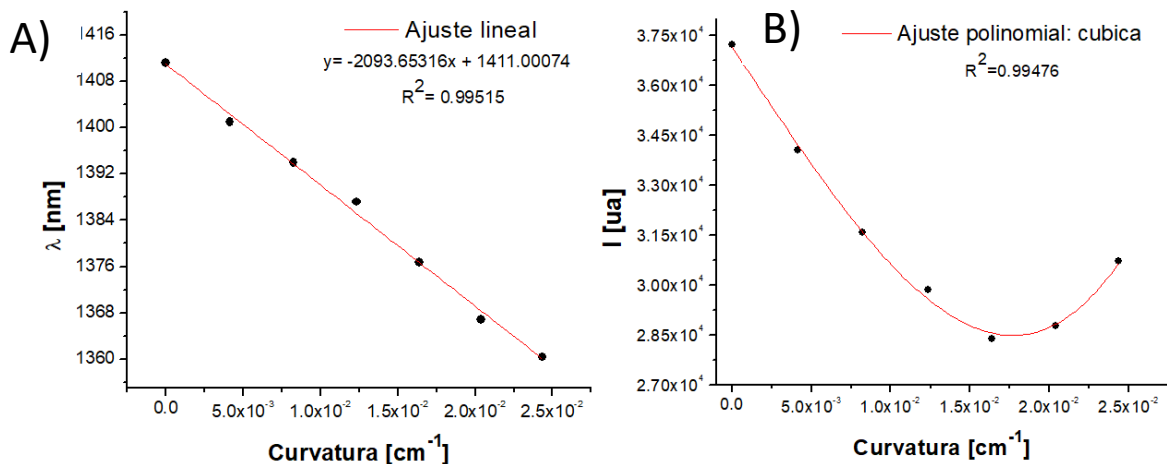 A)
Ajuste lineal
y= -2093.65316x + 1411.00074
R²= 0.99515
λ [nm]
1416
1408
1400
1392
1384
1376
1368
1360
0.0 5.0x10⁻³ 1.0x10⁻² 1.5x10⁻² 2.0x10⁻² 2.5x10⁻²
Curvatura [cm⁻¹]
B)
Ajuste polinomial: cubica
R²=0.99476
I [ua]
3.75x10⁴
3.60x10⁴
3.45x10⁴
3.30x10⁴
3.15x10⁴
3.00x10⁴
2.85x10⁴
2.70x10⁴
0.0 5.0x10⁻³ 1.0x10⁻² 1.5x10⁻² 2.0x10⁻² 2.5x10⁻²
Curvatura [cm⁻¹]